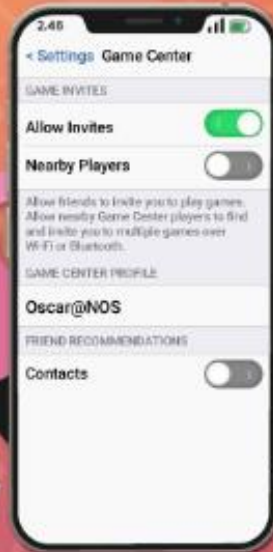 2.46
< Settings Game Center
GAME INVITES
Allow Invites
Nearby Players
Allow friends to invite you to play games.
Allow nearby Game Center players to find
and invite you to multiple games over
Wi-Fi or Bluetooth.
GAME CENTER PROFILE
Oscar@NOS
FRIEND RECOMMENDATIONS
Contacts